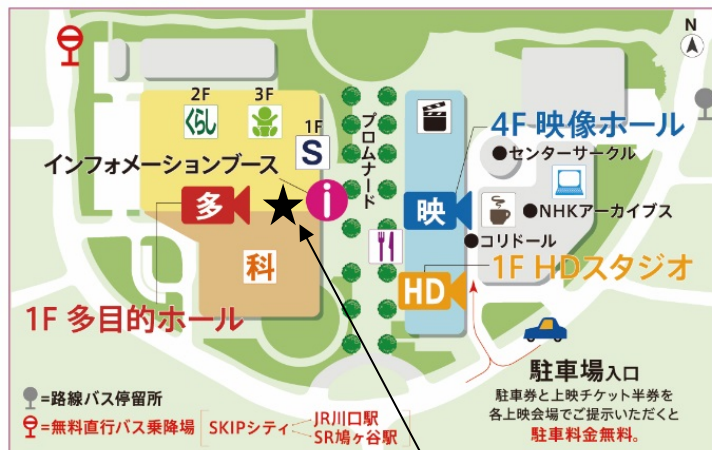 N
2F
3F
1F
くらし
S
インフォメーションブース
i
多
科
1F 多目的ホール
プロムナード
映
HD
4F 映像ホール
●センターサークル
●NHKアーカイブス
●コリドール
1F HDスタジオ
駐車場入口
駐車券と上映チケット半券を
各上映会場でご提示いただくと
駐車料金無料。
=路線バス停留所
=無料直行バス乗降場
SKIPシティ
JR川口駅
SR鳩ヶ谷駅